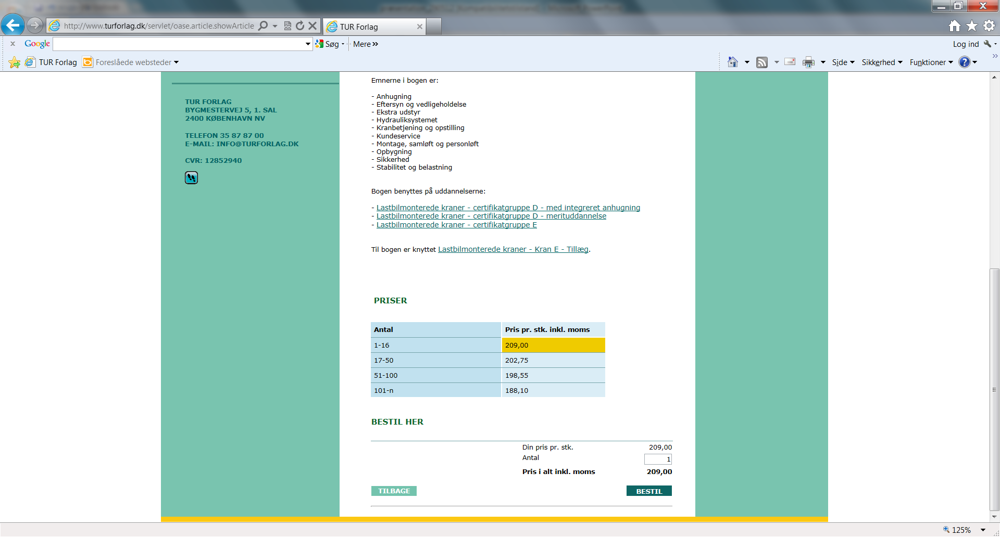 http://www.turforlag.dk/servlet/oase.article.showArticle
TUR Forlag
Google
Søg
Mere
Log ind
TUR Forlag
Foreslåede websteder
Side
Sikkerhed
Funktioner
TUR FORLAG
BYGMESTERVEJ 5, 1. SAL
2400 KØBENHAVN NV
TELEFON 35 87 87 00
E-MAIL: INFO@TURFORLAG.DK
CVR: 12852940
Emnerne i bogen er:
- Anhugning
- Eftersyn og vedligeholdelse
- Ekstra udstyr
- Hydrauliksystemet
- Kranbetjening og opstilling
- Kundeservice
- Montage, samløft og personløft
- Opbygning
- Sikkerhed
- Stabilitet og belastning
Bogen benyttes på uddannelserne:
- Lastbilmonterede kraner - certifikatgruppe D - med integreret anhugning
- Lastbilmonterede kraner - certifikatgruppe D - merituddannelse
- Lastbilmonterede kraner - certifikatgruppe E
Til bogen er knyttet Lastbilmonterede kraner - Kran E - Tillæg.
PRISER
Antal Pris pr. stk. inkl. moms
1-16 209,00
17-50 202,75
51-100 198,55
101-n 188,10
BESTIL HER
Din pris pr. stk. 209,00
Antal 1
Pris i alt inkl. moms 209,00
TILBAGE BESTIL
125%